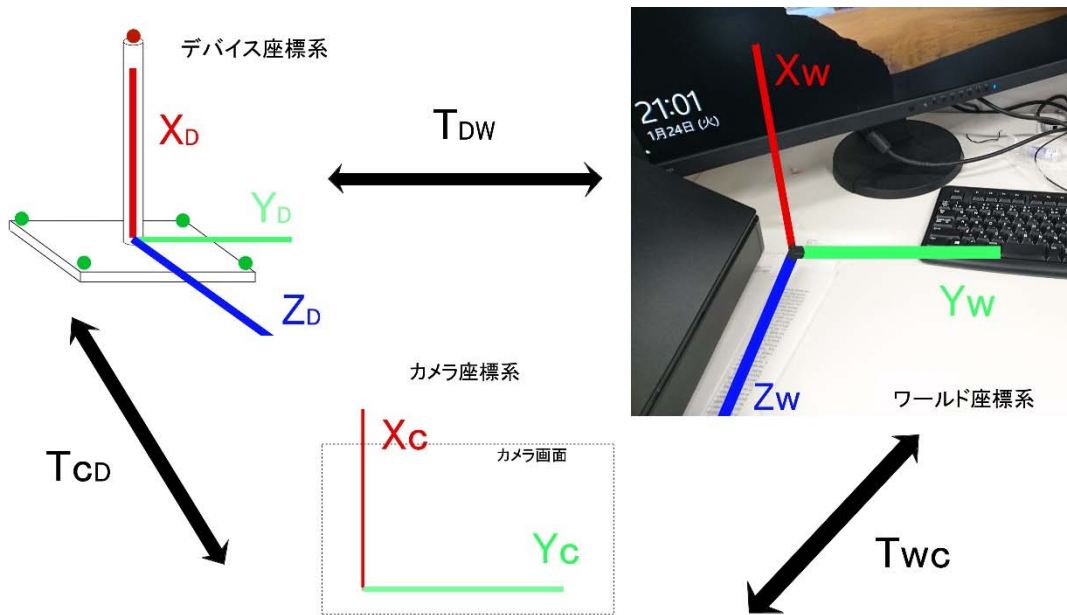 デバイス座標系
XD
YD
ZD
TDW
21:01
1月24日 (火)
Xw
Yw
Zw
ワールド座標系
TCD
カメラ座標系
Xc
カメラ画面
Yc
Twc